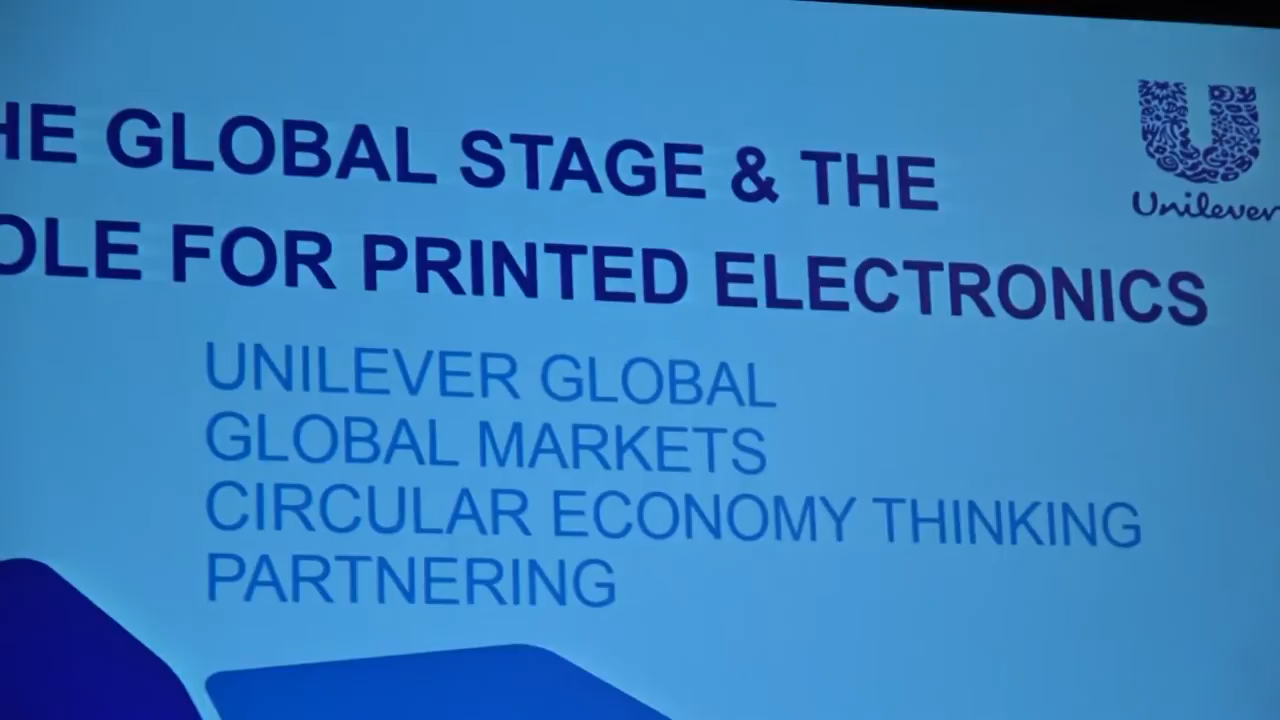 HE GLOBAL STAGE & THE
OLE FOR PRINTED ELECTRONICS
Unilever
UNILEVER GLOBAL
GLOBAL MARKETS
CIRCULAR ECONOMY THINKING
PARTNERING